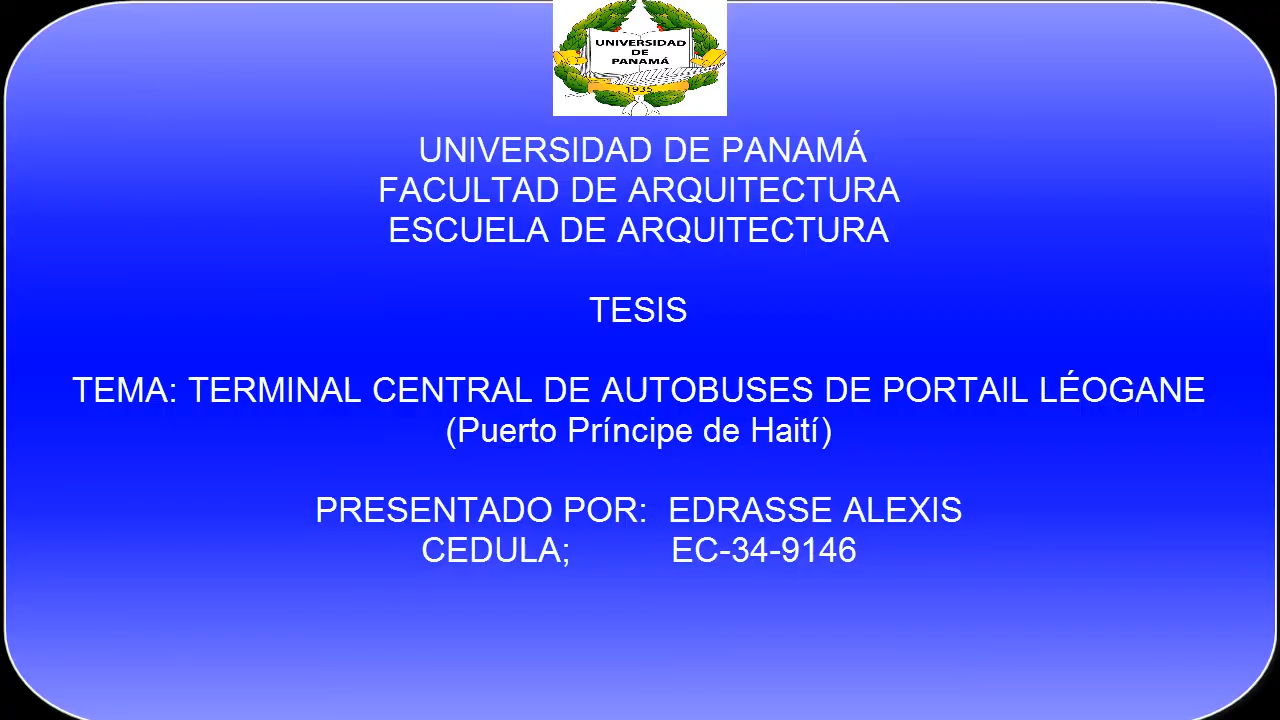 UNIVERSIDAD
DE
PANAMÁ
1935
UNIVERSIDAD DE PANAMÁ
FACULTAD DE ARQUITECTURA
ESCUELA DE ARQUITECTURA
TESIS
TEMA: TERMINAL CENTRAL DE AUTOBUSES DE PORTAIL LÉOGANE
(Puerto Príncipe de Haití)
PRESENTADO POR: EDRASSE ALEXIS
CEDULA; EC-34-9146